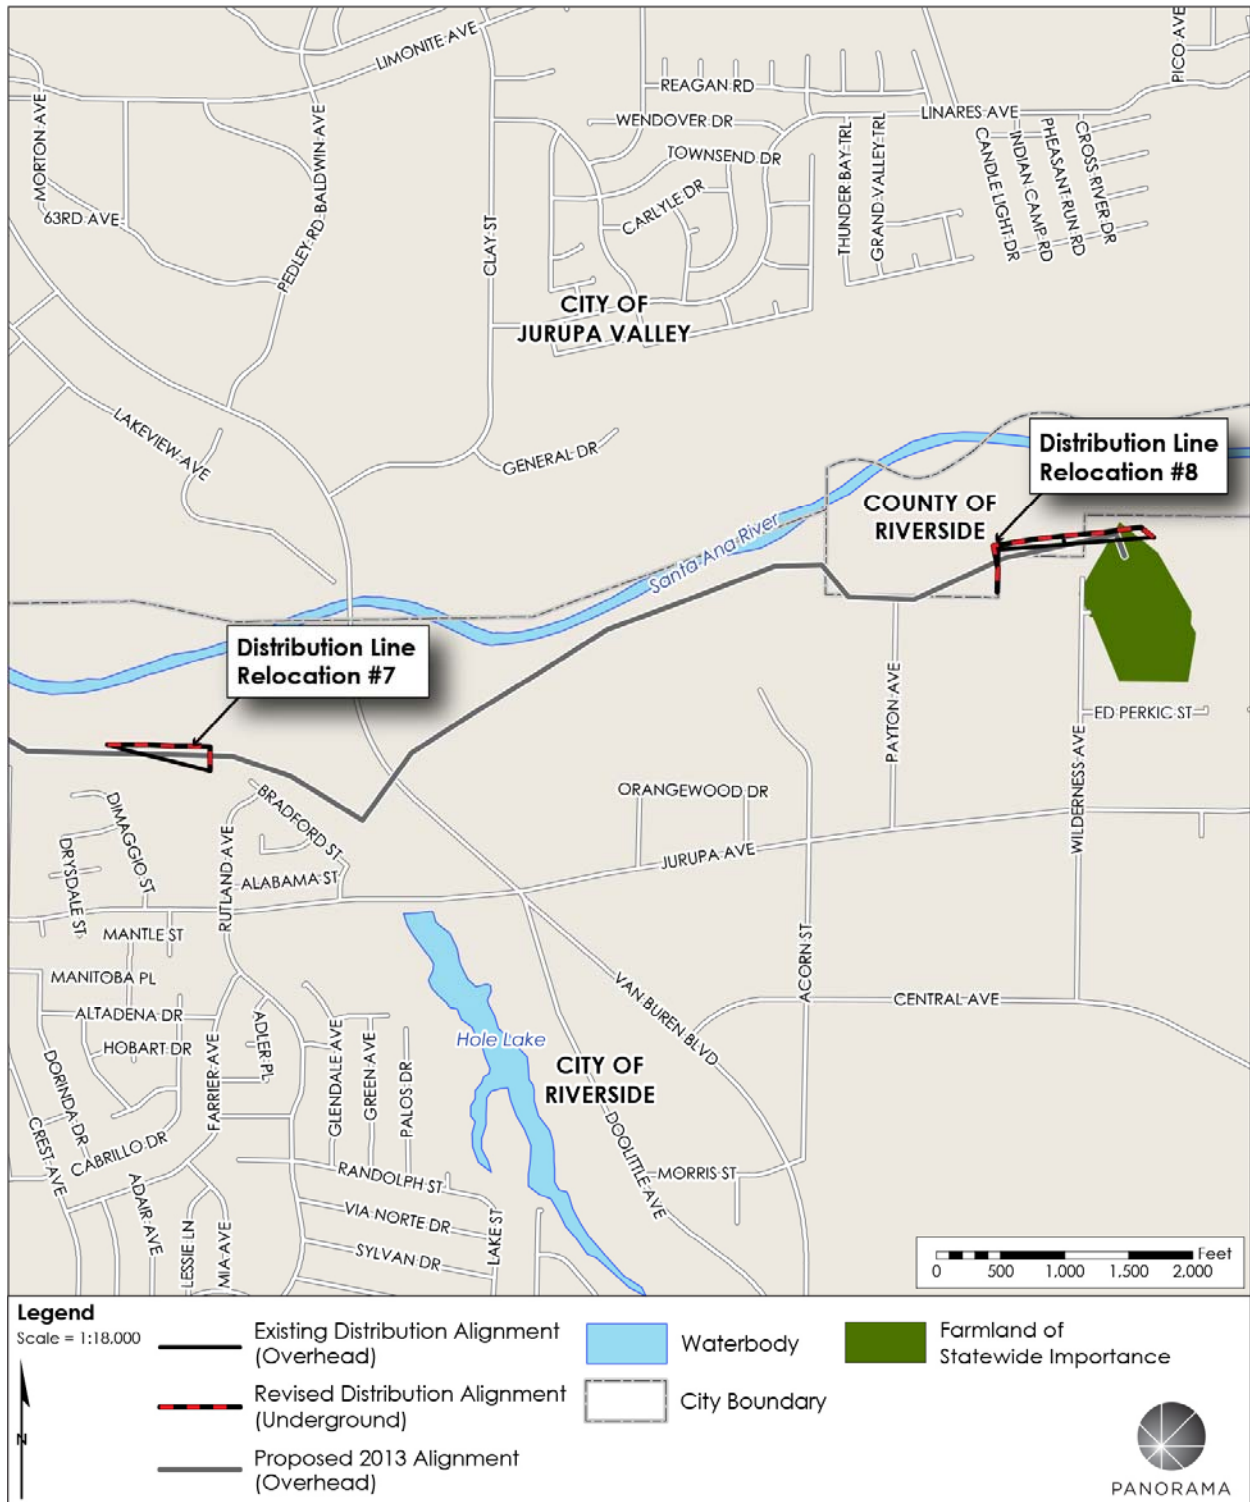 LIMONITE AVE
PICO AVE
MORTON AVE
PEDLEY RD
BALDWIN AVE
63RD AVE
CLAY ST
REAGAN RD
WENDOVER DR
LINARES AVE
TOWNSEND DR
CARLYLE DR
THUNDER BAY TRL
GRAND VALLEY TRL
CANDLE LIGHT DR
INDIAN CAMP RD
PHEASANT RUN RD
CROSS RIVER DR
CITY OF
JURUPA VALLEY
LAKEVIEW AVE
GENERAL DR
Distribution Line
Relocation #8
COUNTY OF
RIVERSIDE
Santa Ana River
Distribution Line
Relocation #7
PAYTON AVE
ED PERKIC ST
WILDERNESS AVE
ORANGEWOOD DR
JURUPA AVE
DIMAGGIO ST
DRYSDALE ST
RUTLAND AVE
BRADFORD ST
ALABAMA ST
MANTLE ST
MANITOBA PL
ALTADENA DR
HOBART DR
DORINDA DR
CREST AVE
CABRILLO DR
FARRIER AVE
ADLER PL
GLENDALE AVE
GREEN AVE
PALOS DR
Hole Lake
CITY OF
RIVERSIDE
VAN BUREN BLVD
ACORN ST
CENTRAL AVE
DOOLITTLE AVE
MORRIS ST
RANDOLPH ST
VIA NORTE DR
SYLVAN DR
LAKE ST
ADAIR AVE
LESSIE LN
MIA AVE
Feet
0 500 1,000 1,500 2,000
Legend
Scale = 1:18,000
N
Existing Distribution Alignment
(Overhead)
Revised Distribution Alignment
(Underground)
Proposed 2013 Alignment
(Overhead)
Waterbody
City Boundary
Farmland of
Statewide Importance
PANORAMA